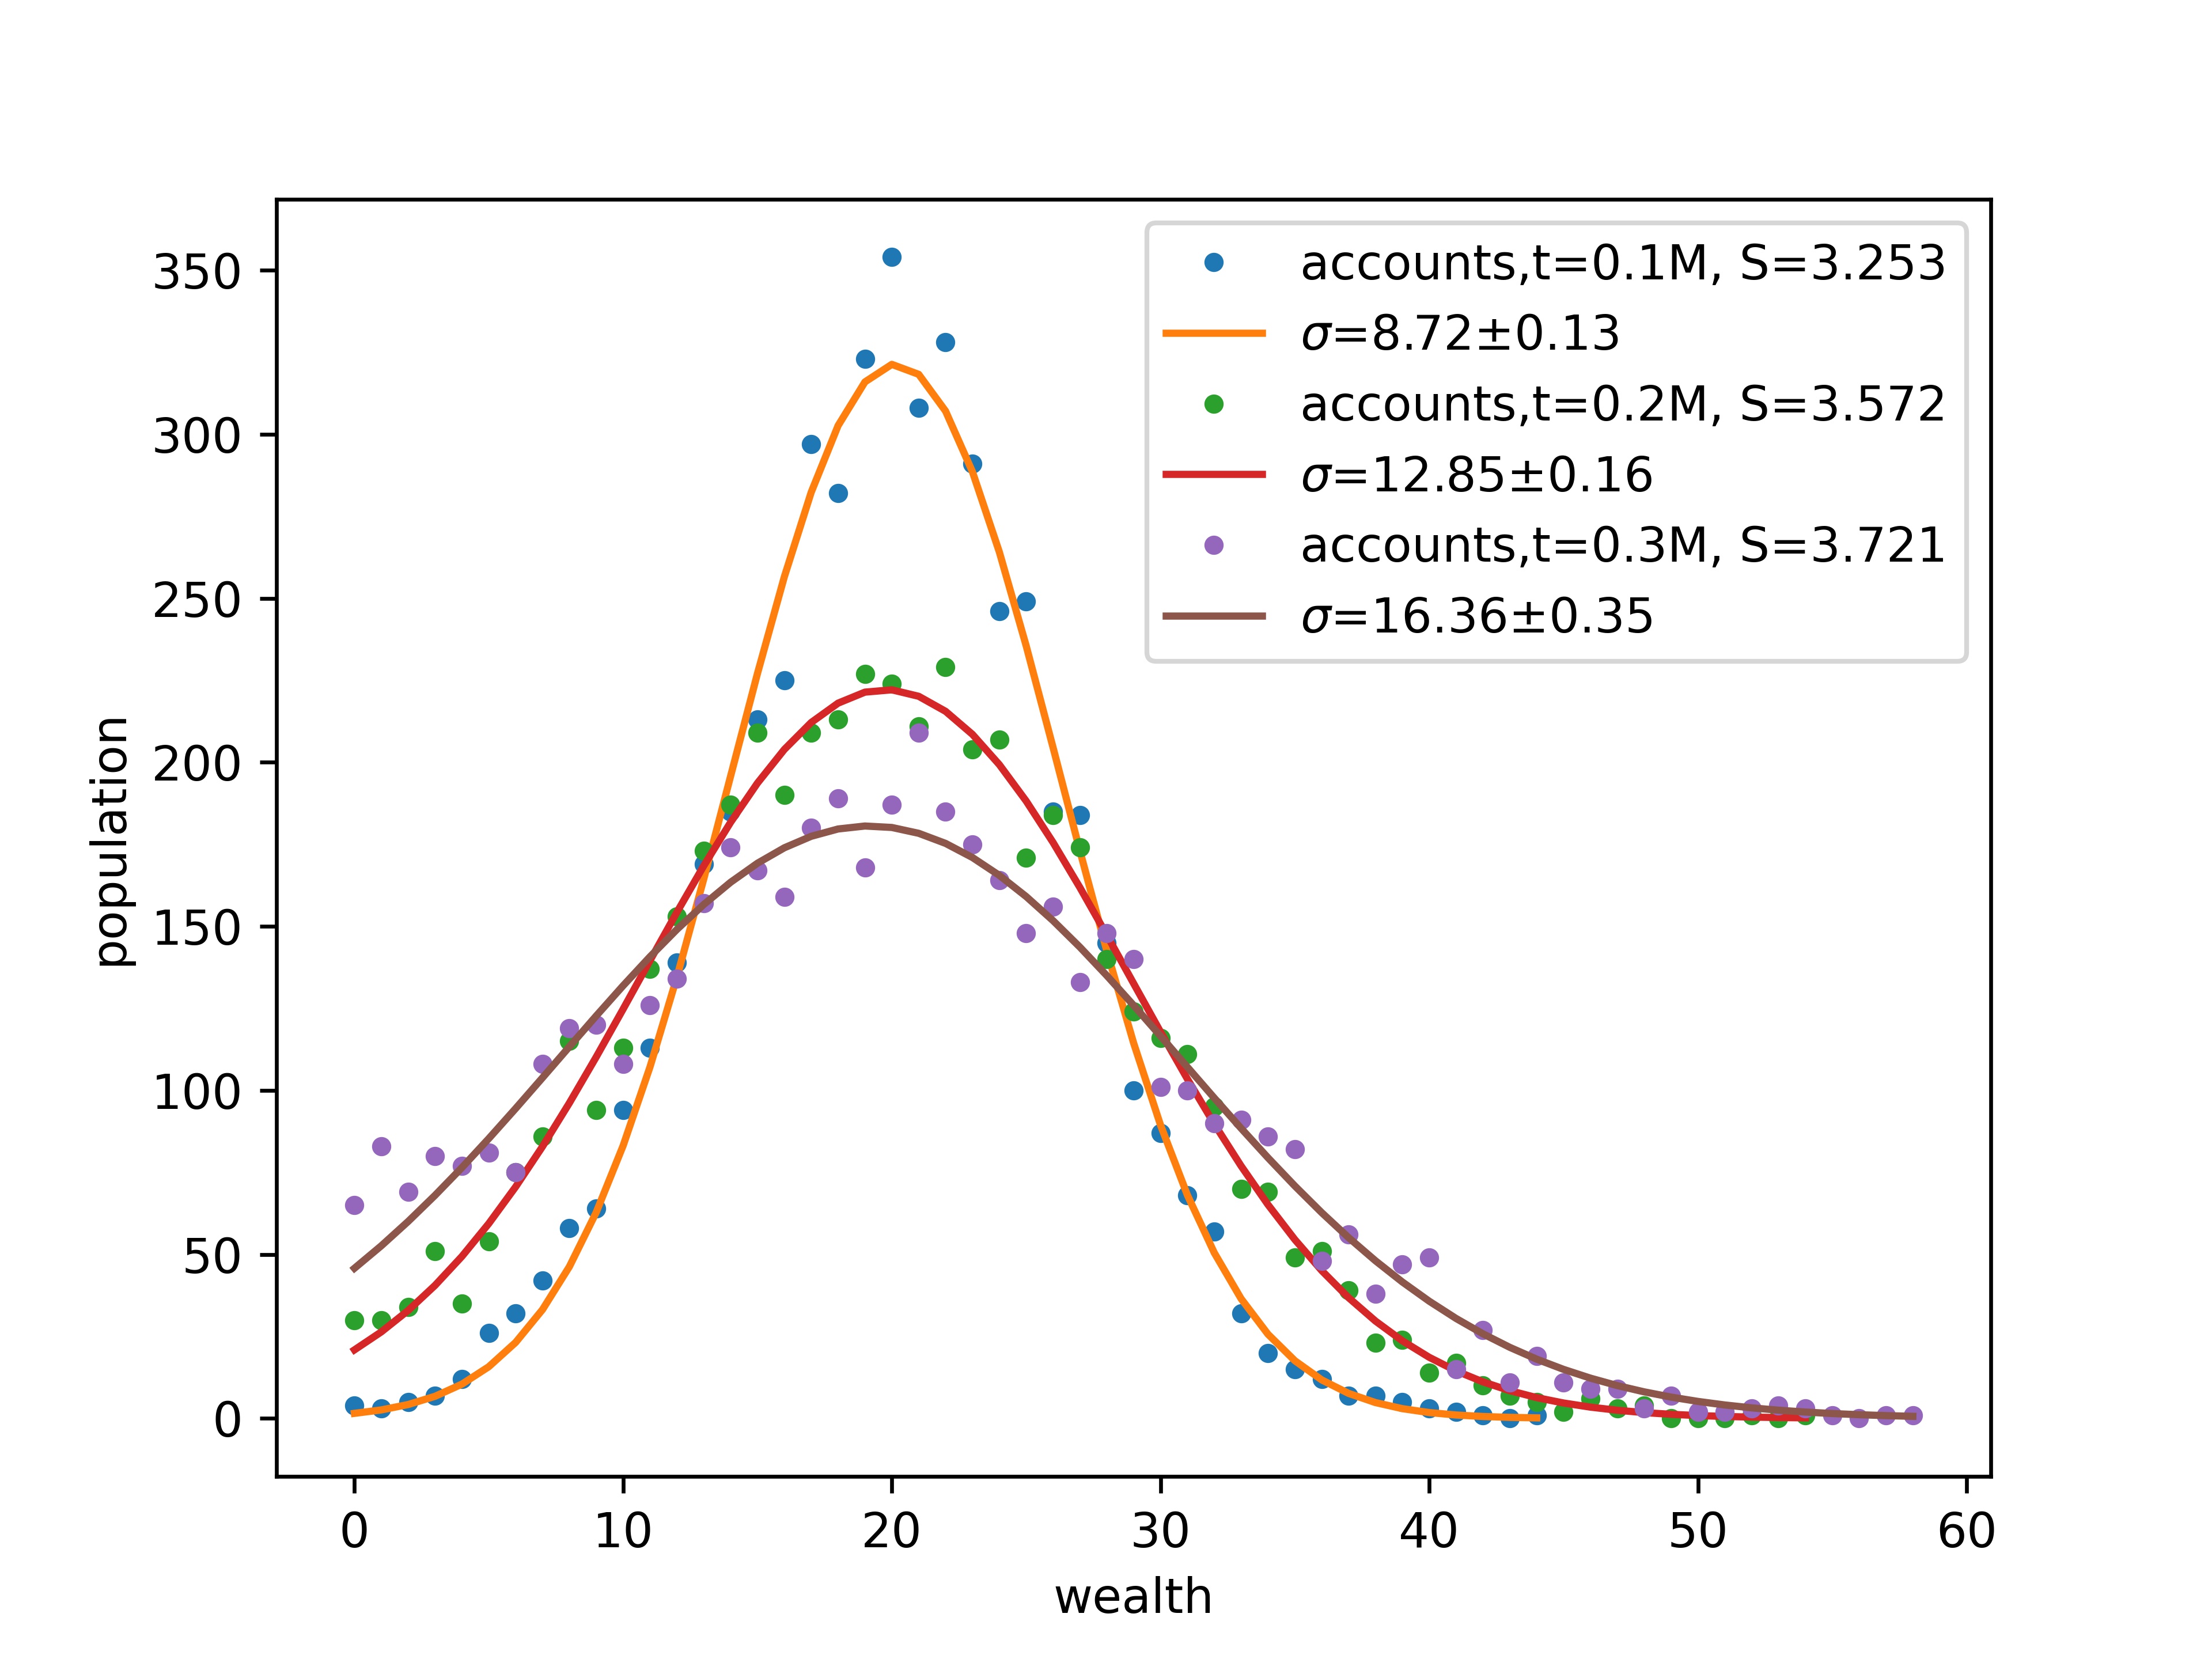 accounts,t=0.1M, S=3.253
σ=8.72±0.13
accounts,t=0.2M, S=3.572
σ=12.85±0.16
accounts,t=0.3M, S=3.721
σ=16.36±0.35
350
300
250
200
150
100
50
0
population
0 10 20 30 40 50 60
wealth